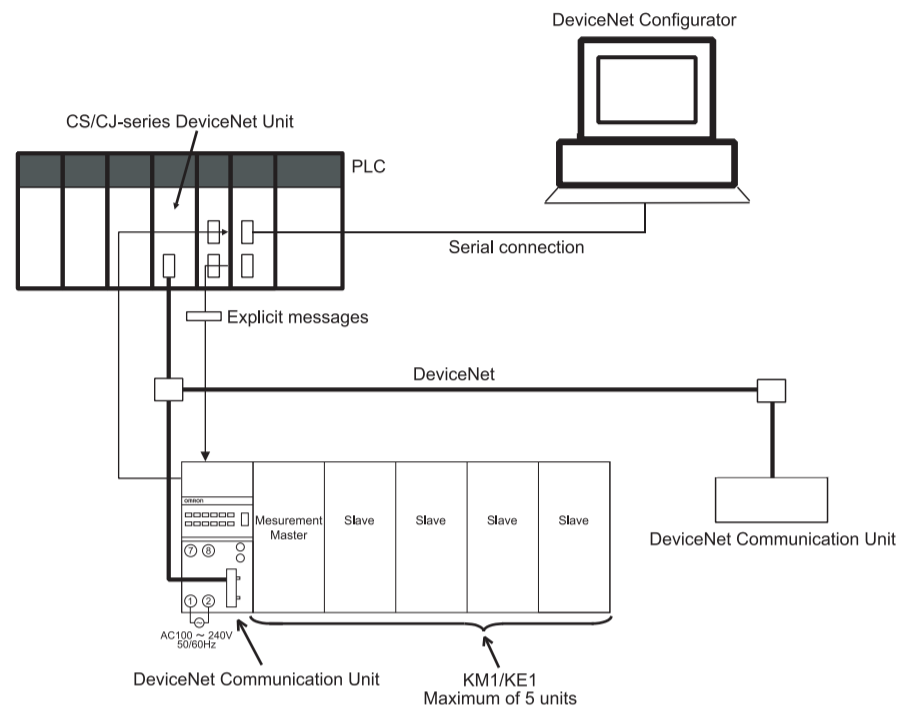 DeviceNet Configurator
CS/CJ-series DeviceNet Unit
PLC
Serial connection
Explicit messages
DeviceNet
omron
Mesurement
Master
Slave
Slave
Slave
Slave
7 8
1 2
AC100 ~ 240V
50/60Hz
DeviceNet Communication Unit
DeviceNet Communication Unit
KM1/KE1
Maximum of 5 units